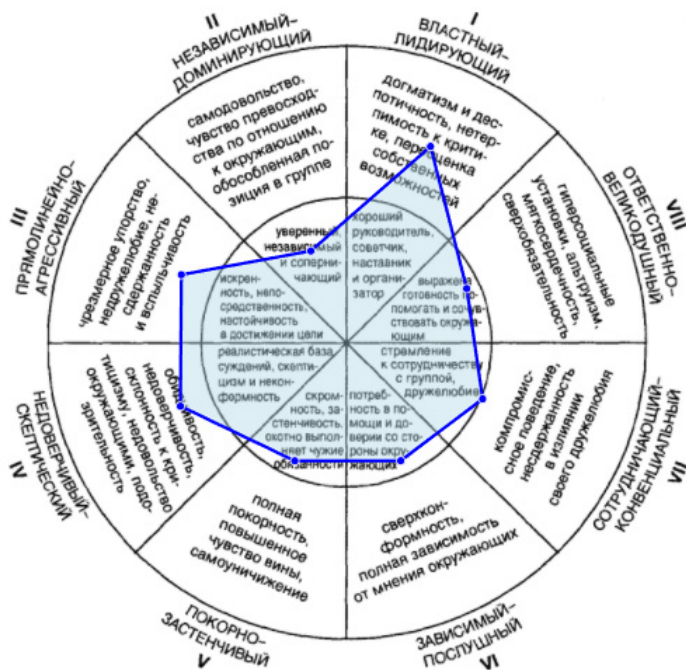 I
ВЛАСТНЫЙ–
ЛИДИРУЮЩИЙ
догматизм и дес-
потичность, нетер-
пимость к крити-
ке, переоценка
собственных
возможностей
хороший
руководитель,
советчик,
наставник
и органи-
затор
II
НЕЗАВИСИМЫЙ–
ДОМИНИРУЮЩИЙ
самодовольство,
чувство превосход-
ства по отношению
к окружающим,
обособленная по-
зиция в группе
уверенный,
независимый
и соперни-
чающий
III
ПРЯМОЛИНЕЙНО-
АГРЕССИВНЫЙ
чрезмерное упорство,
недружелюбие, не-
сдержанность
и вспыльчивость
искрен-
ность, непо-
средственность,
настойчивость
в достижении цели
IV
НЕДОВЕРЧИВЫЙ–
СКЕПТИЧЕСКИЙ
обидчивость,
недоверчивость,
склонность к кри-
тицизму, недовольство
окружающими, подо-
зрительность
реалистическая база
суждений, скепти-
цизм и некон-
формность
V
ПОКОРНО-
ЗАСТЕНЧИВЫЙ
полная
покорность,
повышенное
чувство вины,
самоуничижение
скром-
ность, за-
стенчивость,
охотно выпол-
няет чужие
обязанности
VI
ЗАВИСИМЫЙ–
ПОСЛУШНЫЙ
сверхкон-
формность,
полная зависимость
от мнения окружающих
потреб-
ность в по-
мощи и до-
верии со сто-
роны окру-
жающих
VII
СОТРУДНИЧАЮЩИЙ–
КОНВЕНЦИАЛЬНЫЙ
компромис-
сное поведение,
несдержанность
в излиянии
своего дружелюбия
стремление
к сотрудничеству
с группой,
дружелюбие
VIII
ОТВЕТСТВЕННО-
ВЕЛИКОДУШНЫЙ
гиперсоциальные
установки, альтруизм,
мягкосердечность,
сверхобязательность
выражена
готовность по-
помогать и сочув-
ствовать окружа-
ющим